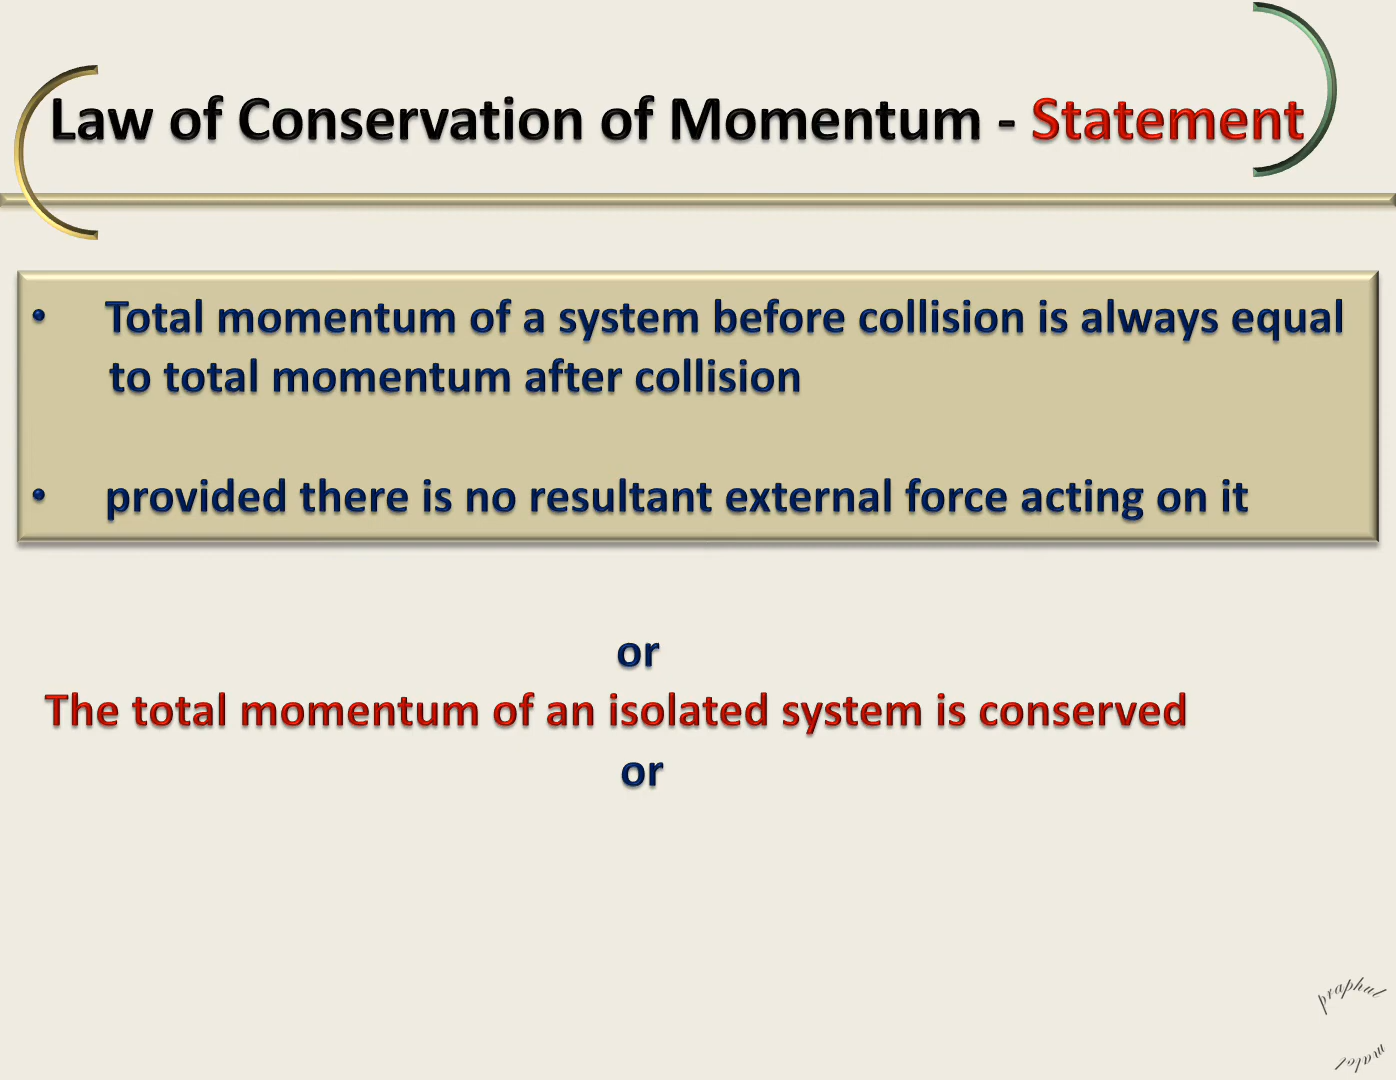 Law of Conservation of Momentum - Statement
• Total momentum of a system before collision is always equal
to total momentum after collision
• provided there is no resultant external force acting on it
or
The total momentum of an isolated system is conserved
or
praphul